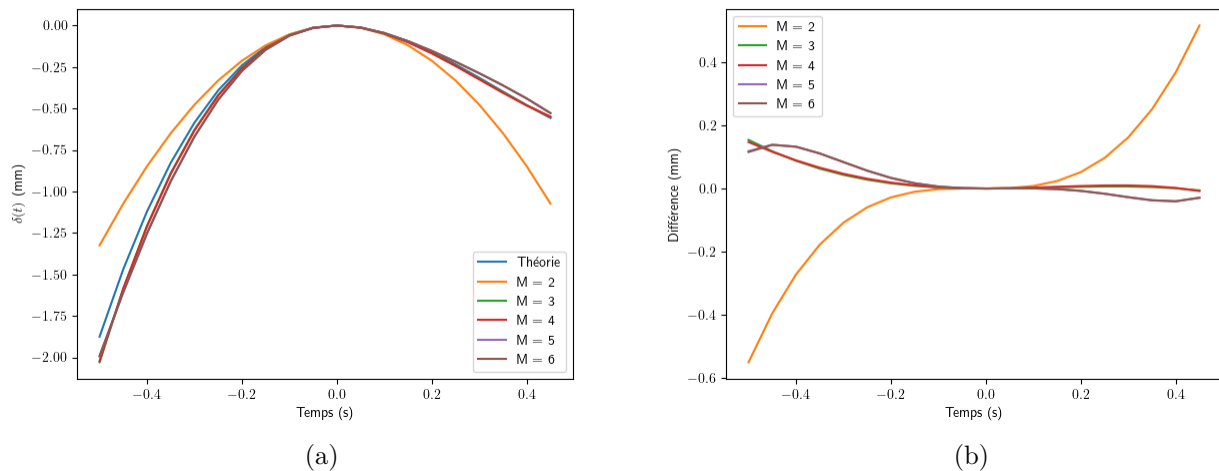 0.00
−0.25
−0.50
−0.75
−1.00
−1.25
−1.50
−1.75
−2.00
δ(t) (mm)
−0.4
−0.2
0.0
0.2
0.4
Temps (s)
Théorie
M = 2
M = 3
M = 4
M = 5
M = 6
(a)
0.4
0.2
0.0
−0.2
−0.4
−0.6
Différence (mm)
−0.4
−0.2
0.0
0.2
0.4
Temps (s)
M = 2
M = 3
M = 4
M = 5
M = 6
(b)